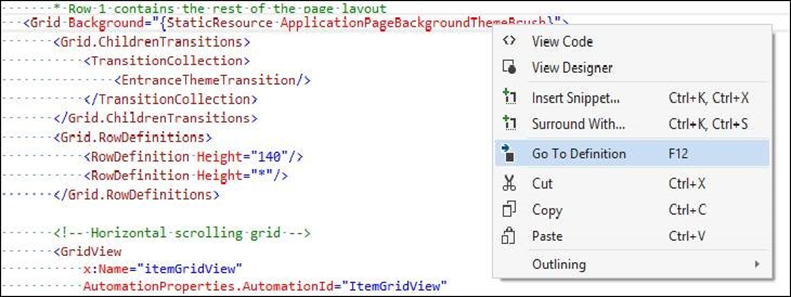 * Row 1 contains the rest of the page layout
<Grid Background="{StaticResource ApplicationPageBackgroundThemeBrush}">
<Grid.ChildrenTransitions>
<TransitionCollection>
<EntranceThemeTransition/>
</TransitionCollection>
</Grid.ChildrenTransitions>
<Grid.RowDefinitions>
<RowDefinition Height="140"/>
<RowDefinition Height="*"/>
</Grid.RowDefinitions>
<!-- Horizontal scrolling grid -->
<GridView
x:Name="itemGridView"
AutomationProperties.AutomationId="ItemGridView"
View Code
View Designer
Insert Snippet... Ctrl+K, Ctrl+X
Surround With... Ctrl+K, Ctrl+S
Go To Definition F12
Cut Ctrl+X
Copy Ctrl+C
Paste Ctrl+V
Outlining